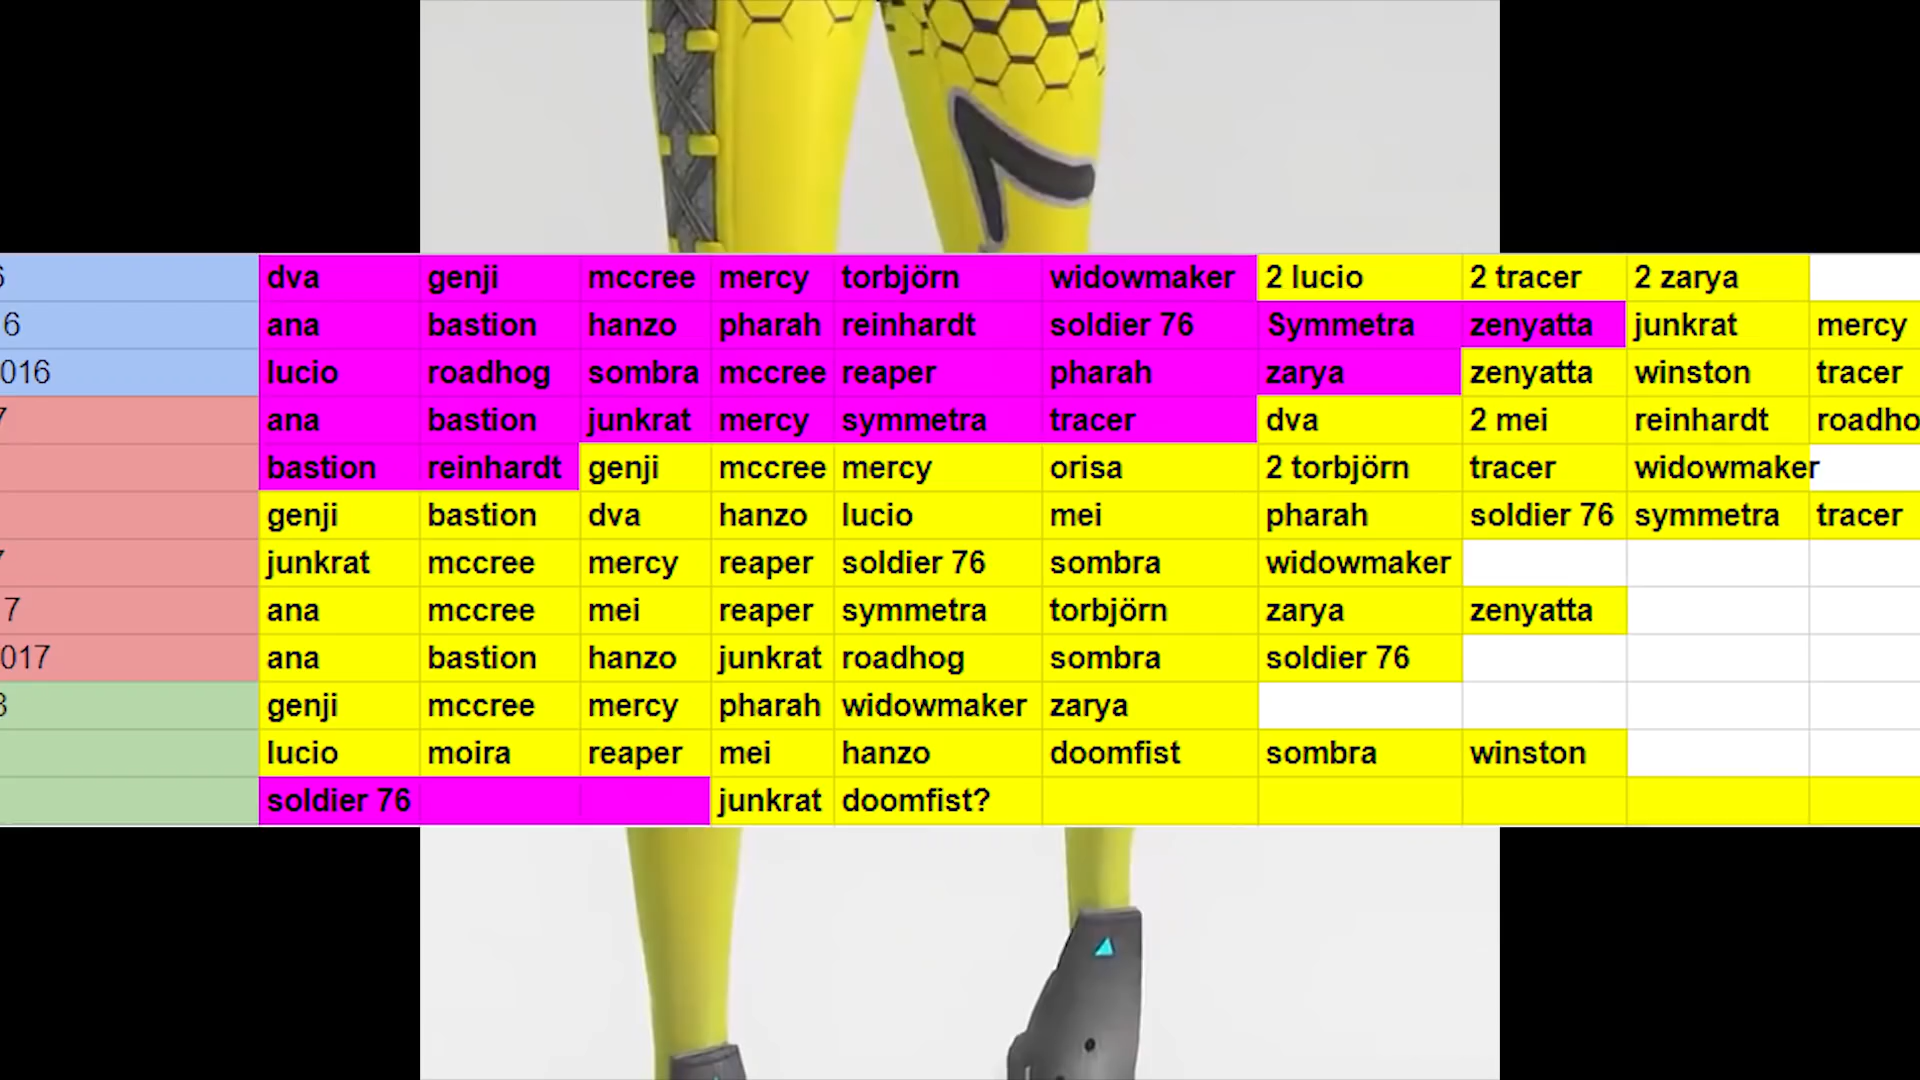 6 dva genji mccree mercy torbjörn widowmaker 2 lucio 2 tracer 2 zarya
6 ana bastion hanzo pharah reinhardt soldier 76 Symmetra zenyatta junkrat mercy
016 lucio roadhog sombra mccree reaper pharah zarya zenyatta winston tracer
7 ana bastion junkrat mercy symmetra tracer dva 2 mei reinhardt roadho
bastion reinhardt genji mccree mercy orisa 2 torbjörn tracer widowmaker
genji bastion dva hanzo lucio mei pharah soldier 76 symmetra tracer
7 junkrat mccree mercy reaper soldier 76 sombra widowmaker
7 ana mccree mei reaper symmetra torbjörn zarya zenyatta
017 ana bastion hanzo junkrat roadhog sombra soldier 76
8 genji mccree mercy pharah widowmaker zarya
lucio moira reaper mei hanzo doomfist sombra winston
soldier 76 junkrat doomfist?